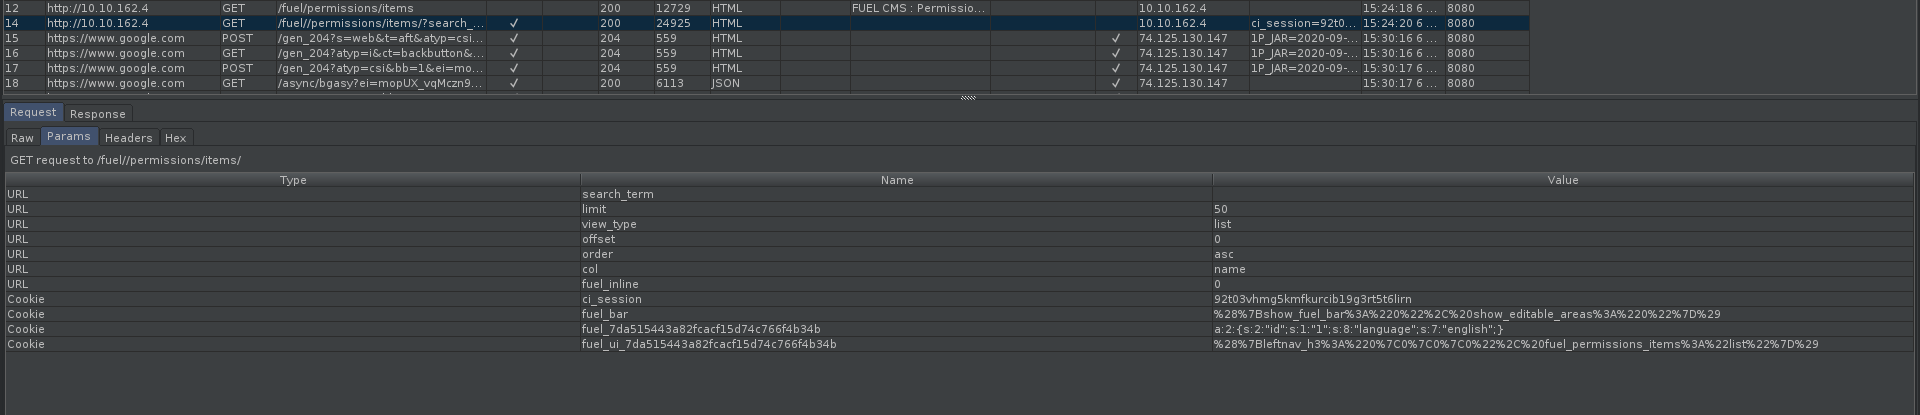 12 http://10.10.162.4 GET /fuel/permissions/items 200 12729 HTML FUEL CMS : Permissio... 10.10.162.4 15:24:18 6 ... 8080
14 http://10.10.162.4 GET /fuel//permissions/items/?search_... ✓ 200 24925 HTML 10.10.162.4 ci_session=92t0... 15:24:20 6 ... 8080
15 https://www.google.com POST /gen_204?s=web&t=aft&atyp=csi... ✓ 204 559 HTML ✓ 74.125.130.147 1P_JAR=2020-09-... 15:30:16 6 ... 8080
16 https://www.google.com GET /gen_204?atyp=i&ct=backbutton&... ✓ 204 559 HTML ✓ 74.125.130.147 1P_JAR=2020-09-... 15:30:16 6 ... 8080
17 https://www.google.com POST /gen_204?atyp=csi&bb=1&ei=mo... ✓ 204 559 HTML ✓ 74.125.130.147 1P_JAR=2020-09-... 15:30:17 6 ... 8080
18 https://www.google.com GET /async/bgasy?ei=mopUX_vqMczn9... ✓ 200 6113 JSON ✓ 74.125.130.147 15:30:17 6 ... 8080
Request Response
Raw Params Headers Hex
GET request to /fuel//permissions/items/
Type Name Value
URL search_term
URL limit 50
URL view_type list
URL offset 0
URL order asc
URL col name
URL fuel_inline 0
Cookie ci_session 92t03vhmg5kmfkurcib19g3rt5t6lirn
Cookie fuel_bar %28%7Bshow_fuel_bar%3A%220%22%2C%20show_editable_areas%3A%220%22%7D%29
Cookie fuel_7da515443a82fcacf15d74c766f4b34b a:2:{s:2:"id";s:1:"1";s:8:"language";s:7:"english";}
Cookie fuel_ui_7da515443a82fcacf15d74c766f4b34b %28%7Bleftnav_h3%3A%220%7C0%7C0%7C0%22%2C%20fuel_permissions_items%3A%22list%22%7D%29